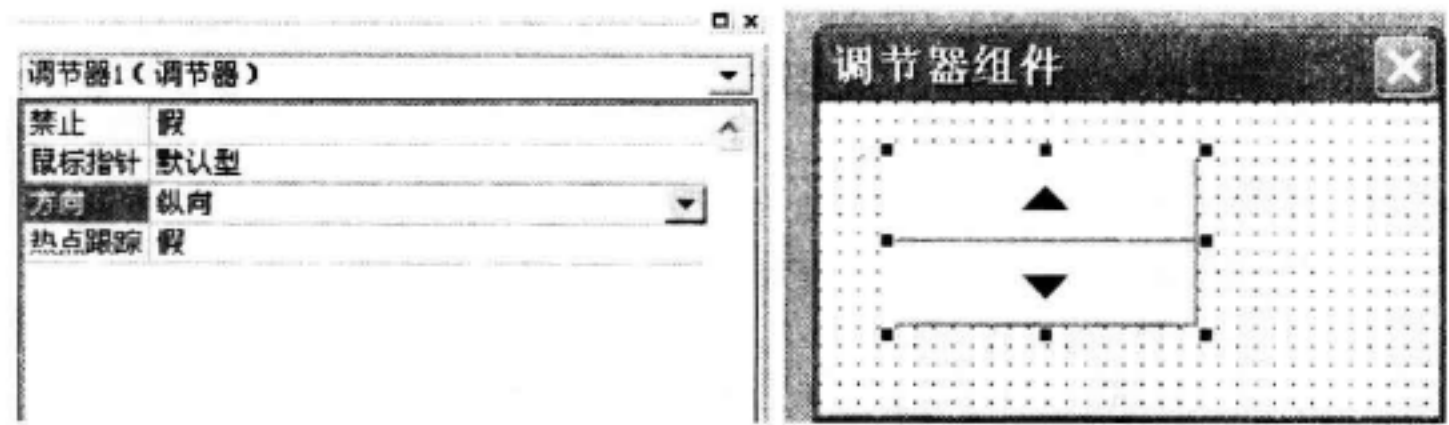 调节器1（调节器）
禁止 假
鼠标指针 默认型
方向 纵向
热点跟踪 假
调节器组件